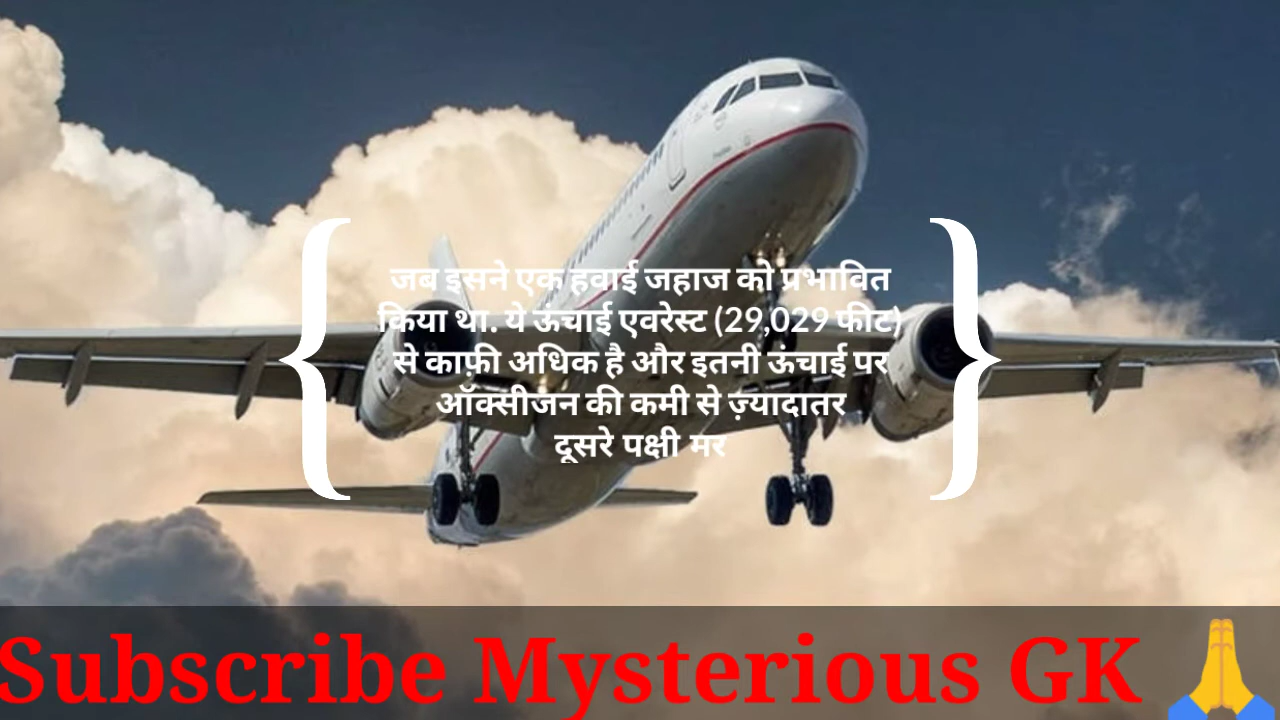 जब इसने एक हवाई जहाज को प्रभावित
किया था. ये ऊंचाई एवरेस्ट (29,029 फीट)
से काफ़ी अधिक है और इतनी ऊंचाई पर
ऑक्सीजन की कमी से ज़्यादातर
दूसरे पक्षी मर
Subscribe Mysterious GK 🙏